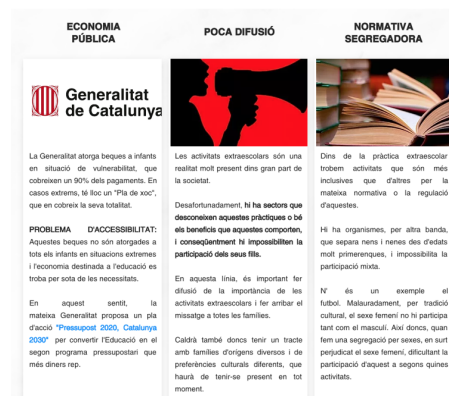 ECONOMIA
PÚBLICA
Generalitat
de Catalunya
La Generalitat atorga beques a infants
en situació de vulnerabilitat, que
cobreixen un 90% dels pagaments. En
casos extrems, té lloc un "Pla de xoc",
que en cobreix la seva totalitat.
PROBLEMA D'ACCESSIBILITAT:
Aquestes beques no són atorgades a
tots els infants en situacions extremes
i l'economia destinada a l'educació es
troba per sota de les necessitats.
En aquest sentit, la
mateixa Generalitat proposa un pla
d'acció "Pressupost 2020, Catalunya
2030" per convertir l'Educació en el
segon programa pressupostari que
més diners rep.
POCA DIFUSIÓ
Les activitats extraescolars són una
realitat molt present dins gran part de
la societat.
Desafortunadament, hi ha sectors que
desconeixen aquestes pràctiques o bé
els beneficis que aquestes comporten,
i conseqüentment hi impossibiliten la
participació dels seus fills.
En aquesta línia, és important fer
difusió de la importància de les
activitats extraescolars i fer arribar el
missatge a totes les famílies.
Caldrà també doncs tenir un tracte
amb famílies d'orígens diversos i de
preferències culturals diferents, que
haurà de tenir-se present en tot
moment.
NORMATIVA
SEGREGADORA
Dins de la pràctica extraescolar
trobem activitats que són més
inclusives que d'altres per la
mateixa normativa o la regulació
d'aquestes.
Hi ha organismes, per altra banda,
que separa nens i nenes des d'edats
molt primerenques, i impossibilita la
participació mixta.
N' és un exemple el
futbol. Malauradament, per tradició
cultural, el sexe femení no hi participa
tant com el masculí. Així doncs, quan
fem una segregació per sexes, en surt
perjudicat el sexe femení, dificultant la
participació d'aquest a segons quines
activitats.